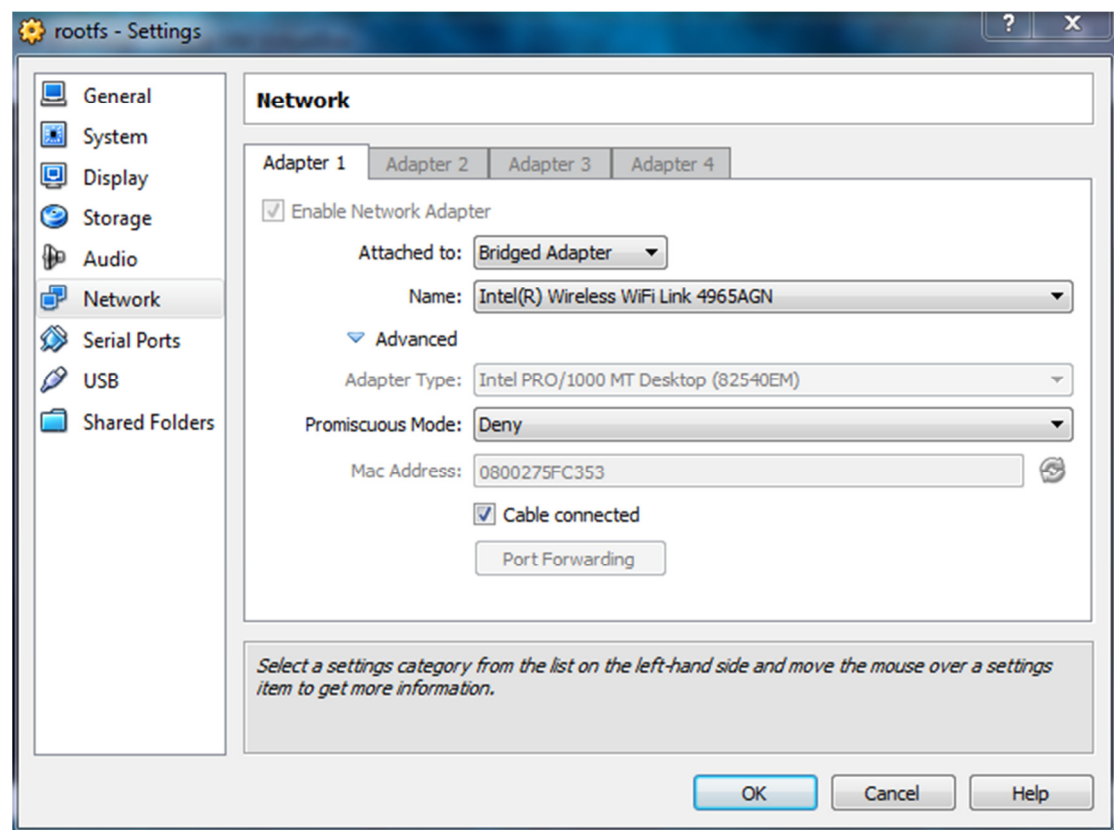 rootfs - Settings
?
X
General
System
Display
Storage
Audio
Network
Serial Ports
USB
Shared Folders
Network
Adapter 1 Adapter 2 Adapter 3 Adapter 4
Enable Network Adapter
Attached to: Bridged Adapter
Name: Intel(R) Wireless WiFi Link 4965AGN
Advanced
Adapter Type: Intel PRO/1000 MT Desktop (82540EM)
Promiscuous Mode: Deny
Mac Address: 0800275FC353
Cable connected
Port Forwarding
Select a settings category from the list on the left-hand side and move the mouse over a settings
item to get more information.
OK Cancel Help